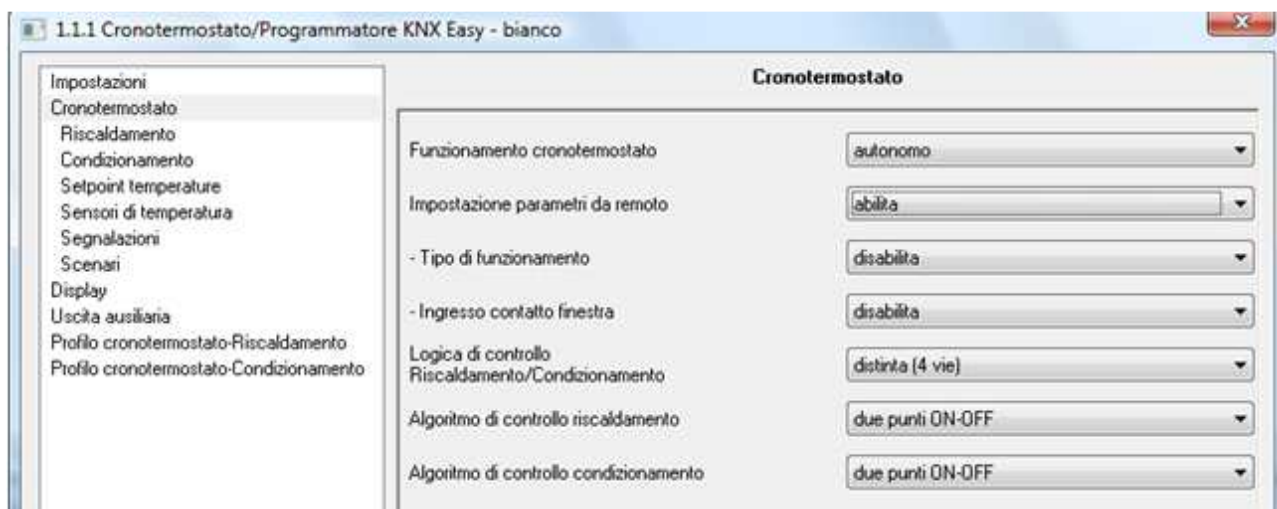 1.1.1 Cronotermostato/Programmatore KNX Easy - bianco
Impostazioni
Cronotermostato
Riscaldamento
Condizionamento
Setpoint temperature
Sensori di temperatura
Segnalazioni
Scenari
Display
Uscita ausiliaria
Profilo cronotermostato-Riscaldamento
Profilo cronotermostato-Condizionamento
Cronotermostato
Funzionamento cronotermostato autonomo
Impostazione parametri da remoto abilita
- Tipo di funzionamento disabilita
- Ingresso contatto finestra disabilita
Logica di controllo
Riscaldamento/Condizionamento distinta (4 vie)
Algoritmo di controllo riscaldamento due punti ON-OFF
Algoritmo di controllo condizionamento due punti ON-OFF